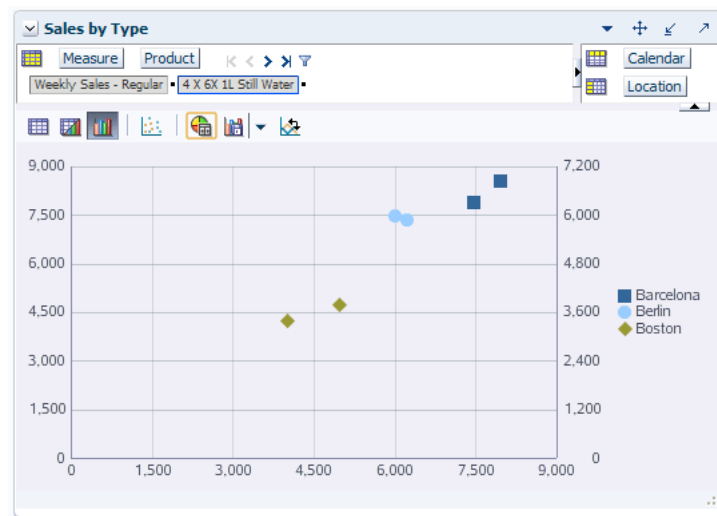 Sales by Type
Measure Product
Weekly Sales - Regular 4 X 6X 1L Still Water
Calendar
Location
9,000 7,200
7,500 6,000
6,000 4,800
4,500 3,600
3,000 2,400
1,500 1,200
0 0
0 1,500 3,000 4,500 6,000 7,500 9,000
Barcelona
Berlin
Boston